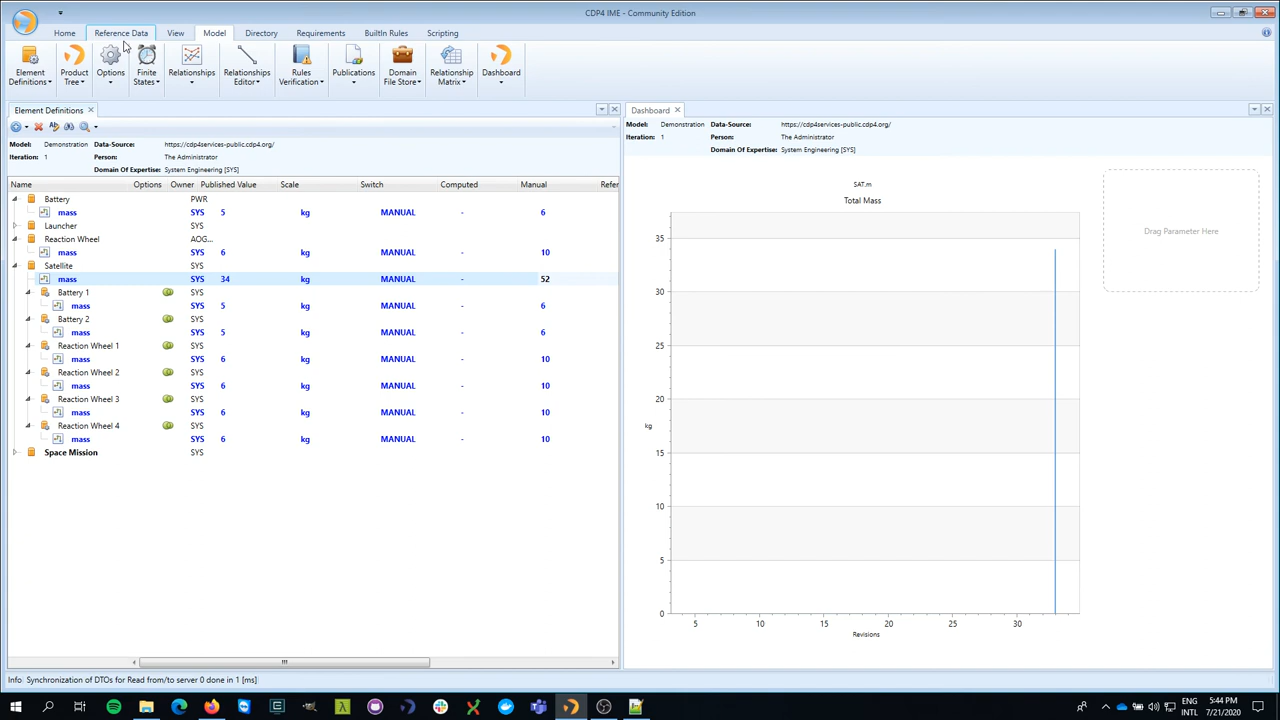 CDP4 IME - Community Edition
Home
Reference Data
View
Model
Directory
Requirements
BuiltIn Rules
Scripting
Element
Definitions
Product
Tree
Options
Finite
States
Relationships
Relationships
Editor
Rules
Verification
Publications
Domain
File Store
Relationship
Matrix
Dashboard
Element Definitions
Model: Demonstration Data-Source: https://cdp4services-public.cdp4.org/
Iteration: 1 Person: The Administrator
Domain Of Expertise: System Engineering [SYS]
Name Options Owner Published Value Scale Switch Computed Manual Refer
Battery PWR
mass SYS 5 kg MANUAL - 6
Launcher SYS
Reaction Wheel AOG...
mass SYS 6 kg MANUAL - 10
Satellite SYS
mass SYS 34 kg MANUAL - 52
Battery 1 SYS
mass SYS 5 kg MANUAL - 6
Battery 2 SYS
mass SYS 5 kg MANUAL - 6
Reaction Wheel 1 SYS
mass SYS 6 kg MANUAL - 10
Reaction Wheel 2 SYS
mass SYS 6 kg MANUAL - 10
Reaction Wheel 3 SYS
mass SYS 6 kg MANUAL - 10
Reaction Wheel 4 SYS
mass SYS 6 kg MANUAL - 10
Space Mission SYS
Dashboard
Model: Demonstration Data-Source: https://cdp4services-public.cdp4.org/
Iteration: 1 Person: The Administrator
Domain Of Expertise: System Engineering [SYS]
SAT.m
Total Mass
35
30
25
20
kg
15
10
5
0
5 10 15 20 25 30
Revisions
Drag Parameter Here
Info: Synchronization of DTOs for Read from/to server 0 done in 1 [ms]
ENG
INTL
5:44 PM
7/21/2020